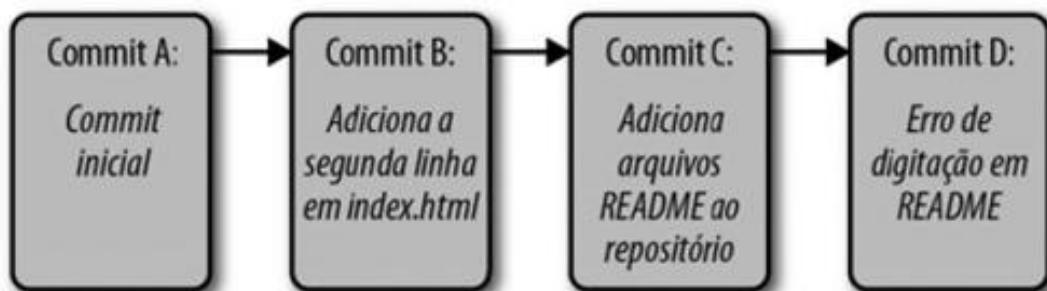 Commit A:
Commit
inicial
Commit B:
Adiciona a
segunda linha
em index.html
Commit C:
Adiciona
arquivos
README ao
repositório
Commit D:
Erro de
digitação em
README